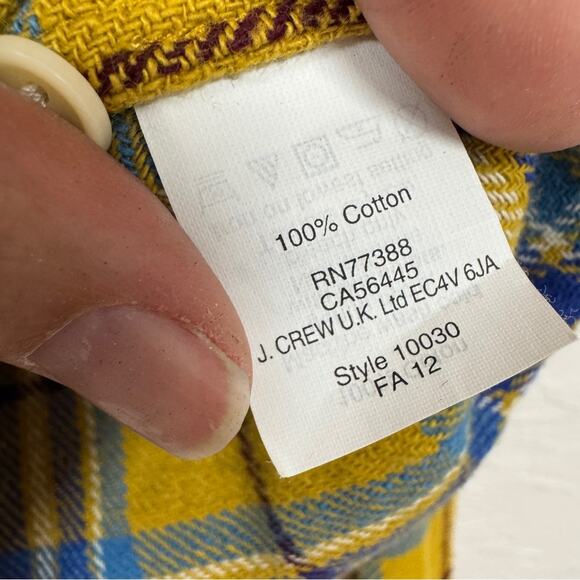 100% Cotton
RN77388
CA56445
J. CREW U.K. Ltd EC4V 6JA
Style 10030
FA 12